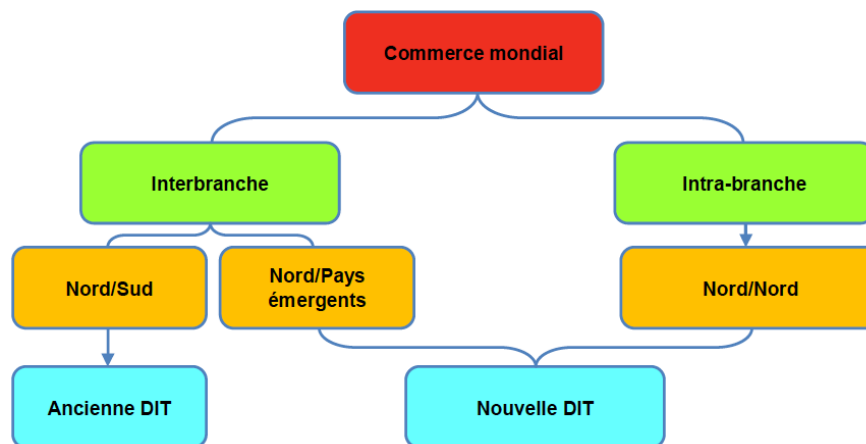 Commerce mondial
Interbranche
Intra-branche
Nord/Sud
Nord/Pays
émergents
Nord/Nord
Ancienne DIT
Nouvelle DIT